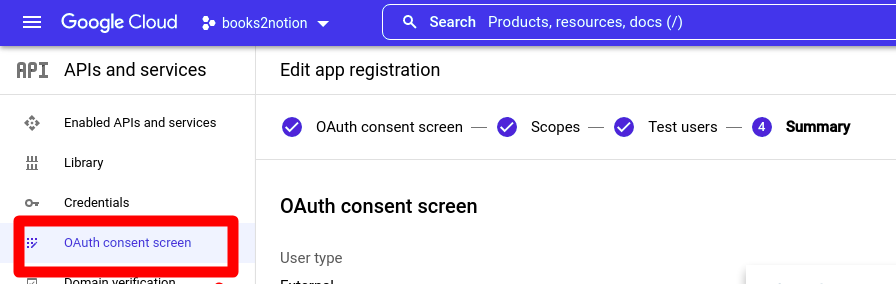 Google Cloud
books2notion
Search Products, resources, docs (/)
API APIs and services
Edit app registration
Enabled APIs and services
OAuth consent screen — Scopes — Test users — 4 Summary
Library
Credentials
OAuth consent screen
OAuth consent screen
User type
Domain verification
External